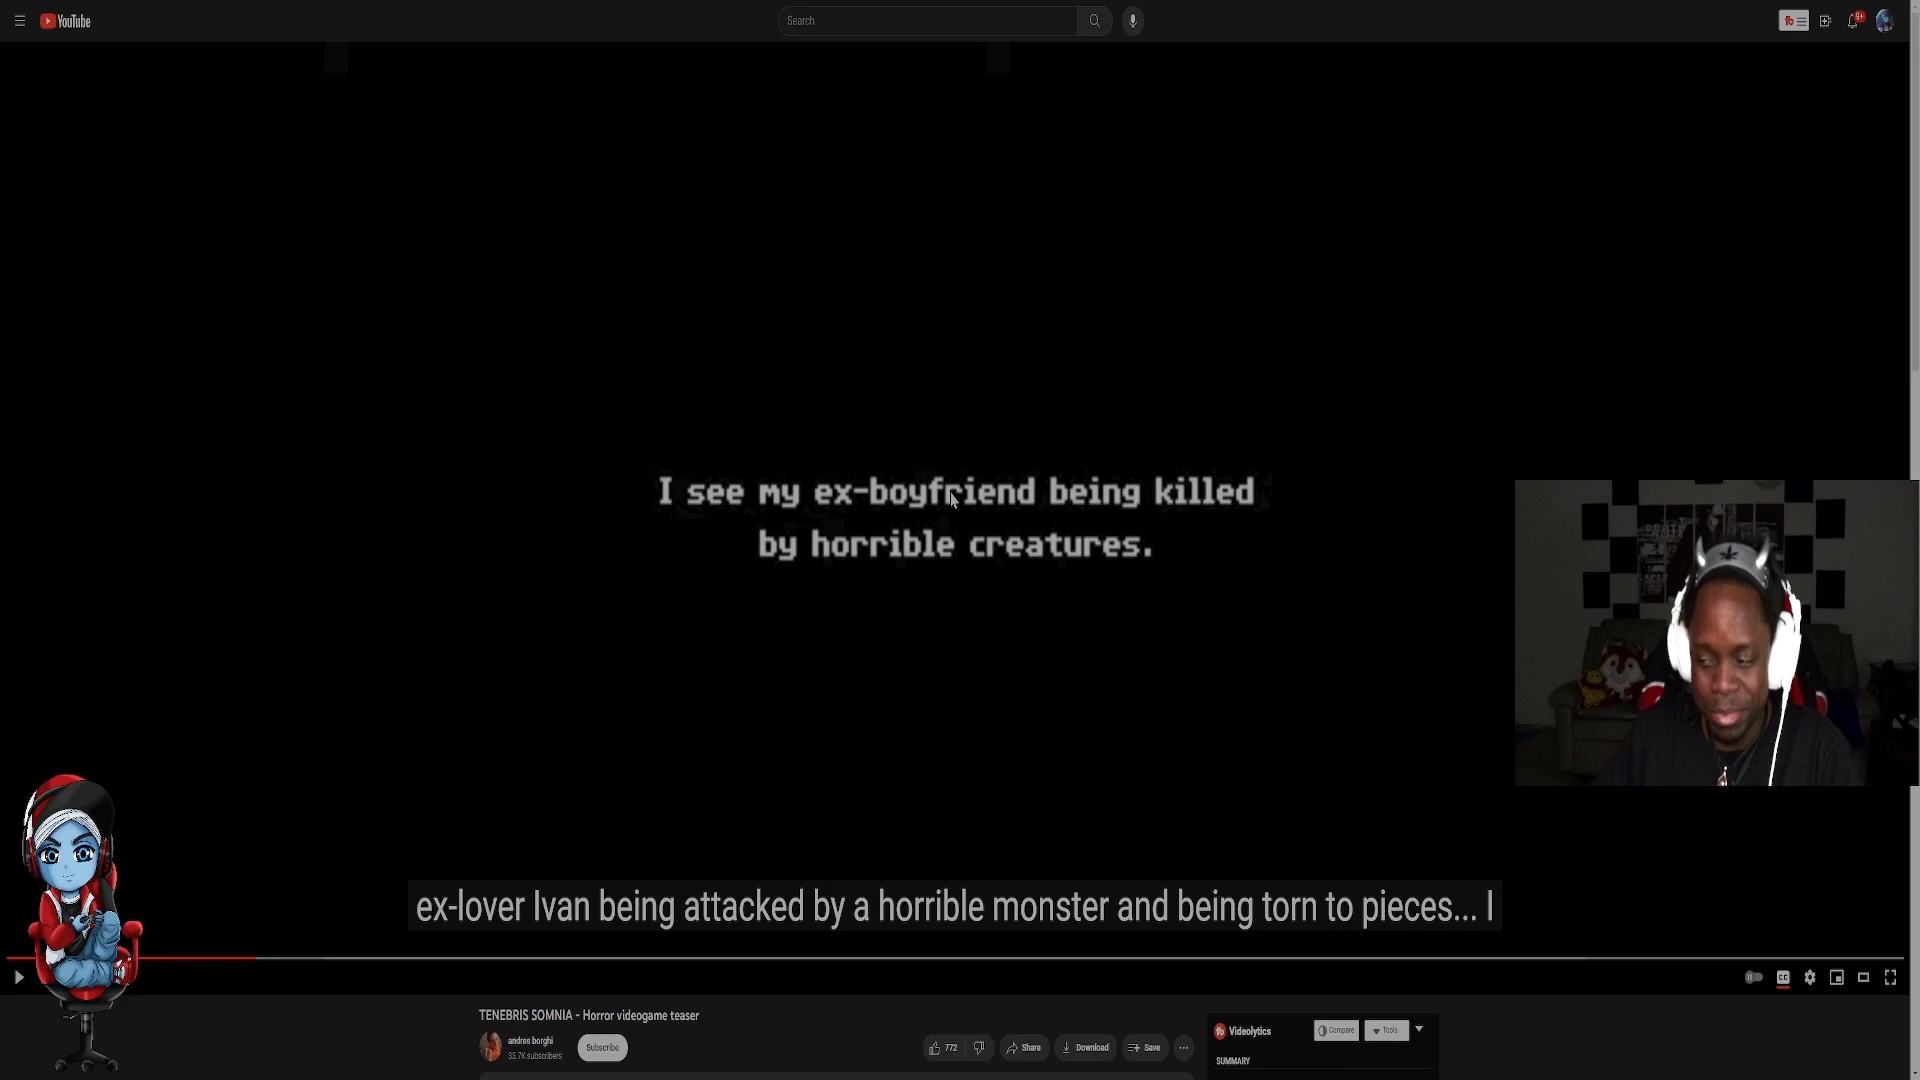 YouTube
Search
9+
I see my ex-boyfriend being killed
by horrible creatures.
ex-lover Ivan being attacked by a horrible monster and being torn to pieces... I
TENEBRIS SOMNIA - Horror videogame teaser
andres borghi
33.7K subscribers
Subscribe
772
Share
Download
Save
Videolytics
Compare
Tools
SUMMARY